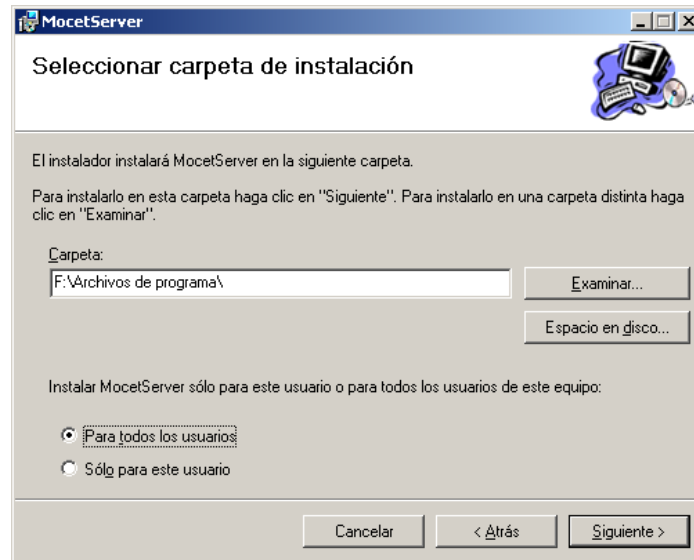 MocetServer
Seleccionar carpeta de instalación
El instalador instalará MocetServer en la siguiente carpeta.
Para instalarlo en esta carpeta haga clic en "Siguiente". Para instalarlo en una carpeta distinta haga
clic en "Examinar".
Carpeta:
F:\Archivos de programa\
Examinar...
Espacio en disco...
Instalar MocetServer sólo para este usuario o para todos los usuarios de este equipo:
Para todos los usuarios
Sólo para este usuario
Cancelar
< Atrás
Siguiente >